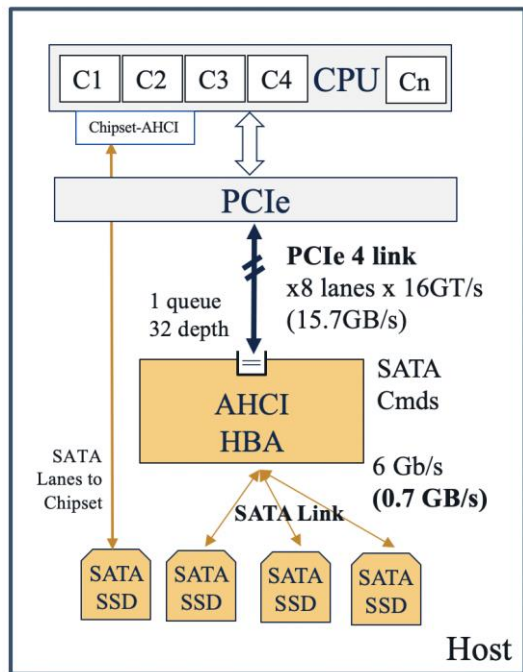 C1 C2 C3 C4 CPU Cn
Chipset-AHCI
PCIe
PCIe 4 link
x8 lanes x 16GT/s
(15.7GB/s)
1 queue
32 depth
SATA
Cmds
AHCI
HBA
6 Gb/s
(0.7 GB/s)
SATA
Lanes to
Chipset
SATA Link
SATA
SSD
SATA
SSD
SATA
SSD
SATA
SSD
Host